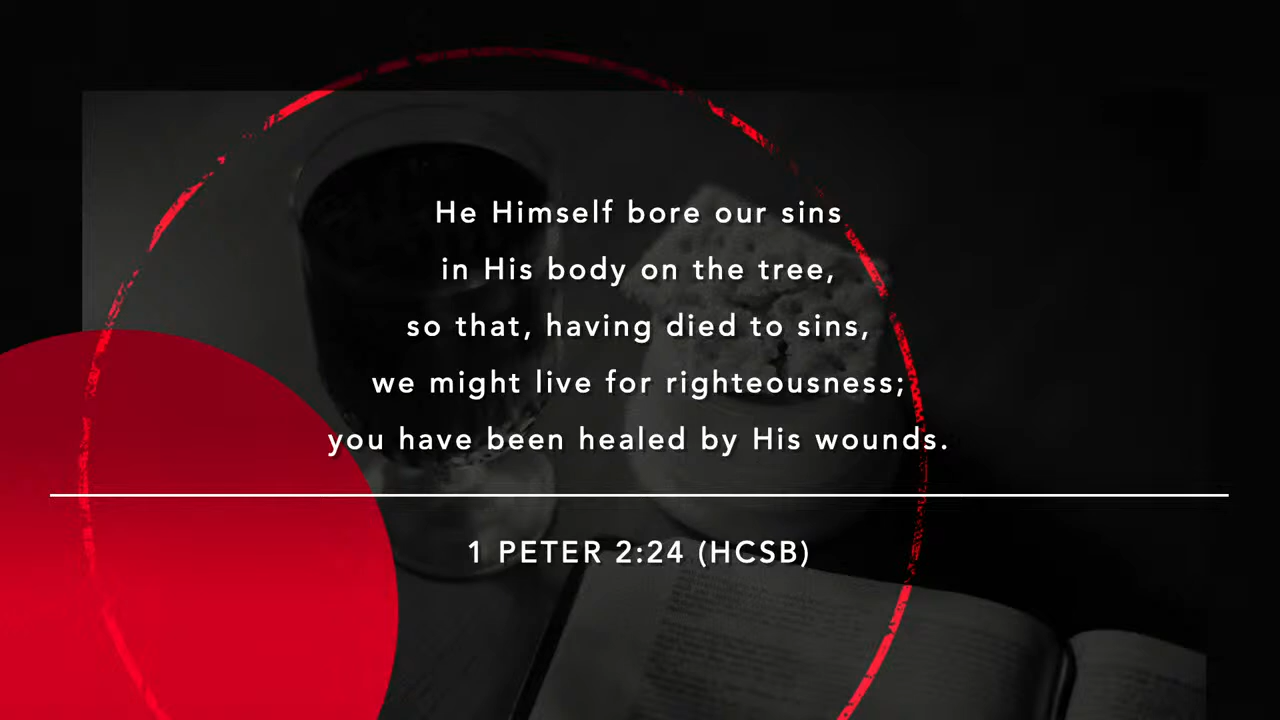 He Himself bore our sins
in His body on the tree,
so that, having died to sins,
we might live for righteousness;
you have been healed by His wounds.
1 PETER 2:24 (HCSB)